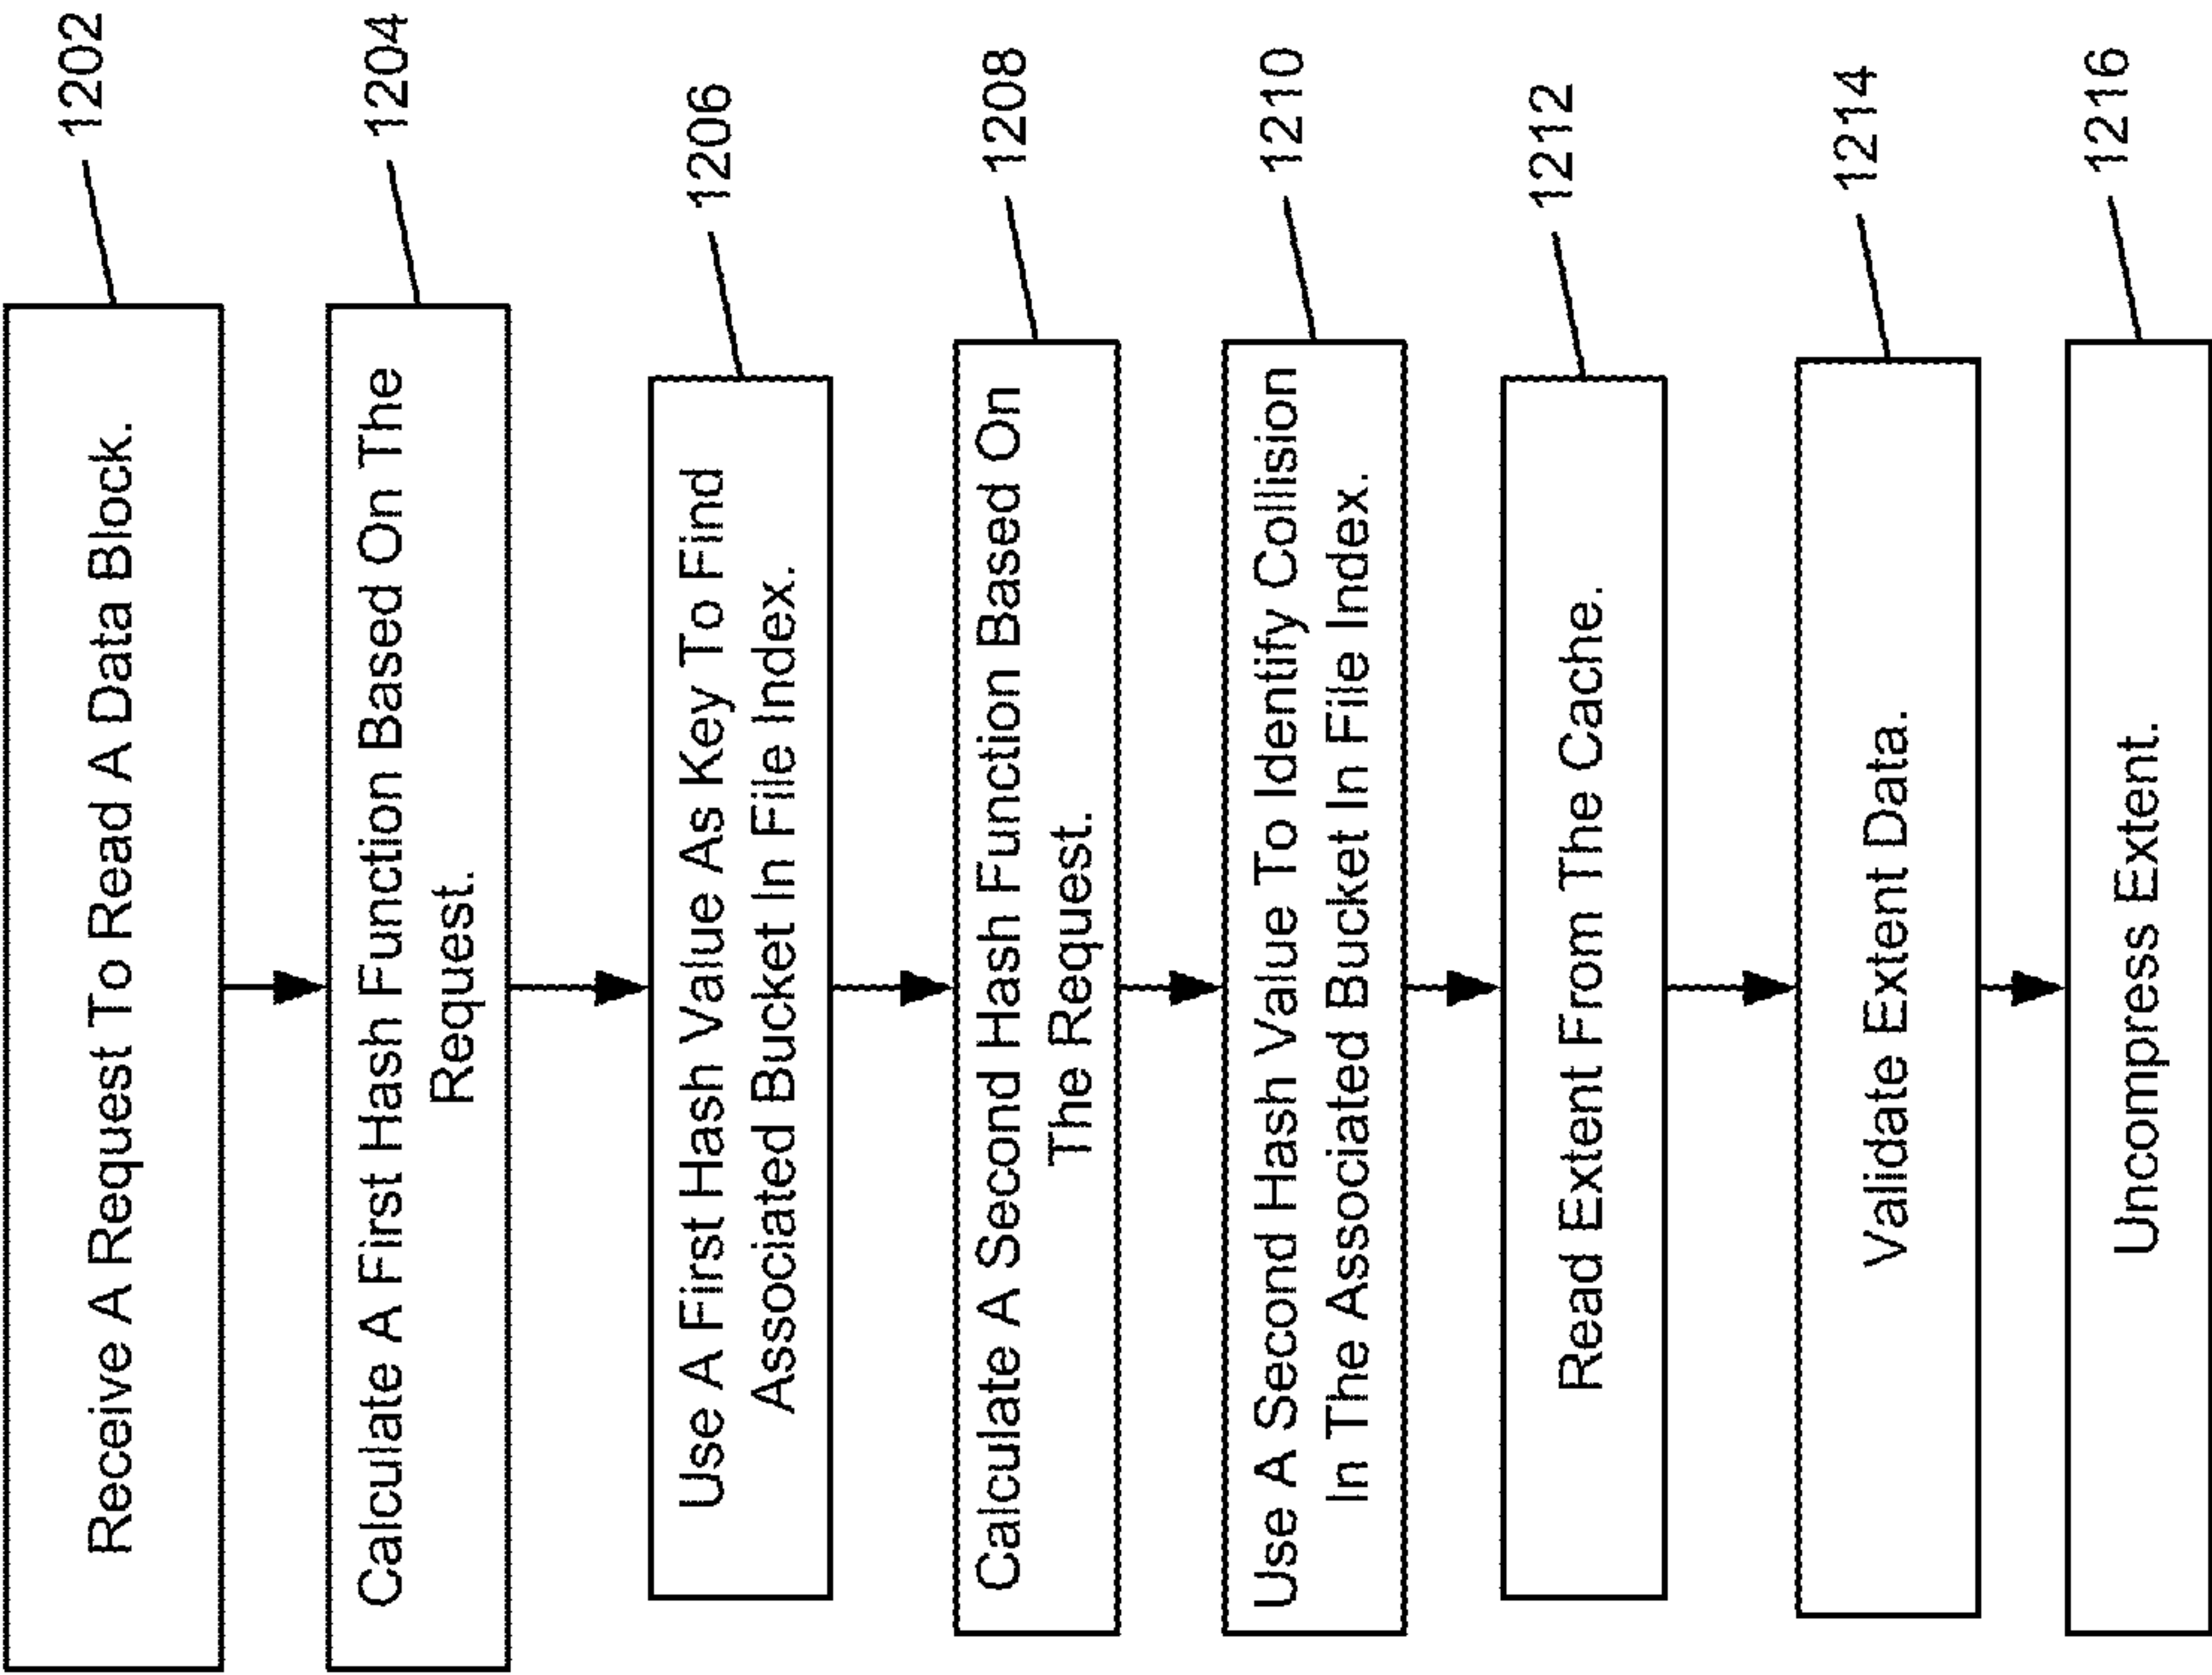 Receive A Request To Read A Data Block.
1202
Calculate A First Hash Function Based On The
Request.
1204
Use A First Hash Value As Key To Find
Associated Bucket In File Index.
1206
Calculate A Second Hash Function Based On
The Request.
1208
Use A Second Hash Value To Identify Collision
In The Associated Bucket In File Index.
1210
Read Extent From The Cache.
1212
Validate Extent Data.
1214
Uncompress Extent.
1216